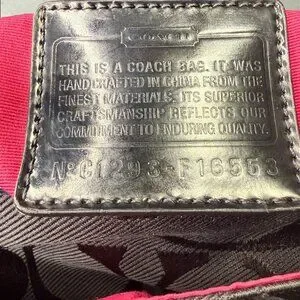 COACH
THIS IS A COACH BAG. IT WAS
HANDCRAFTED IN CHINA FROM THE
FINEST MATERIALS. ITS SUPERIOR
CRAFTSMANSHIP REFLECTS OUR
COMMITMENT TO ENDURING QUALITY.
Nº C1293-F16553